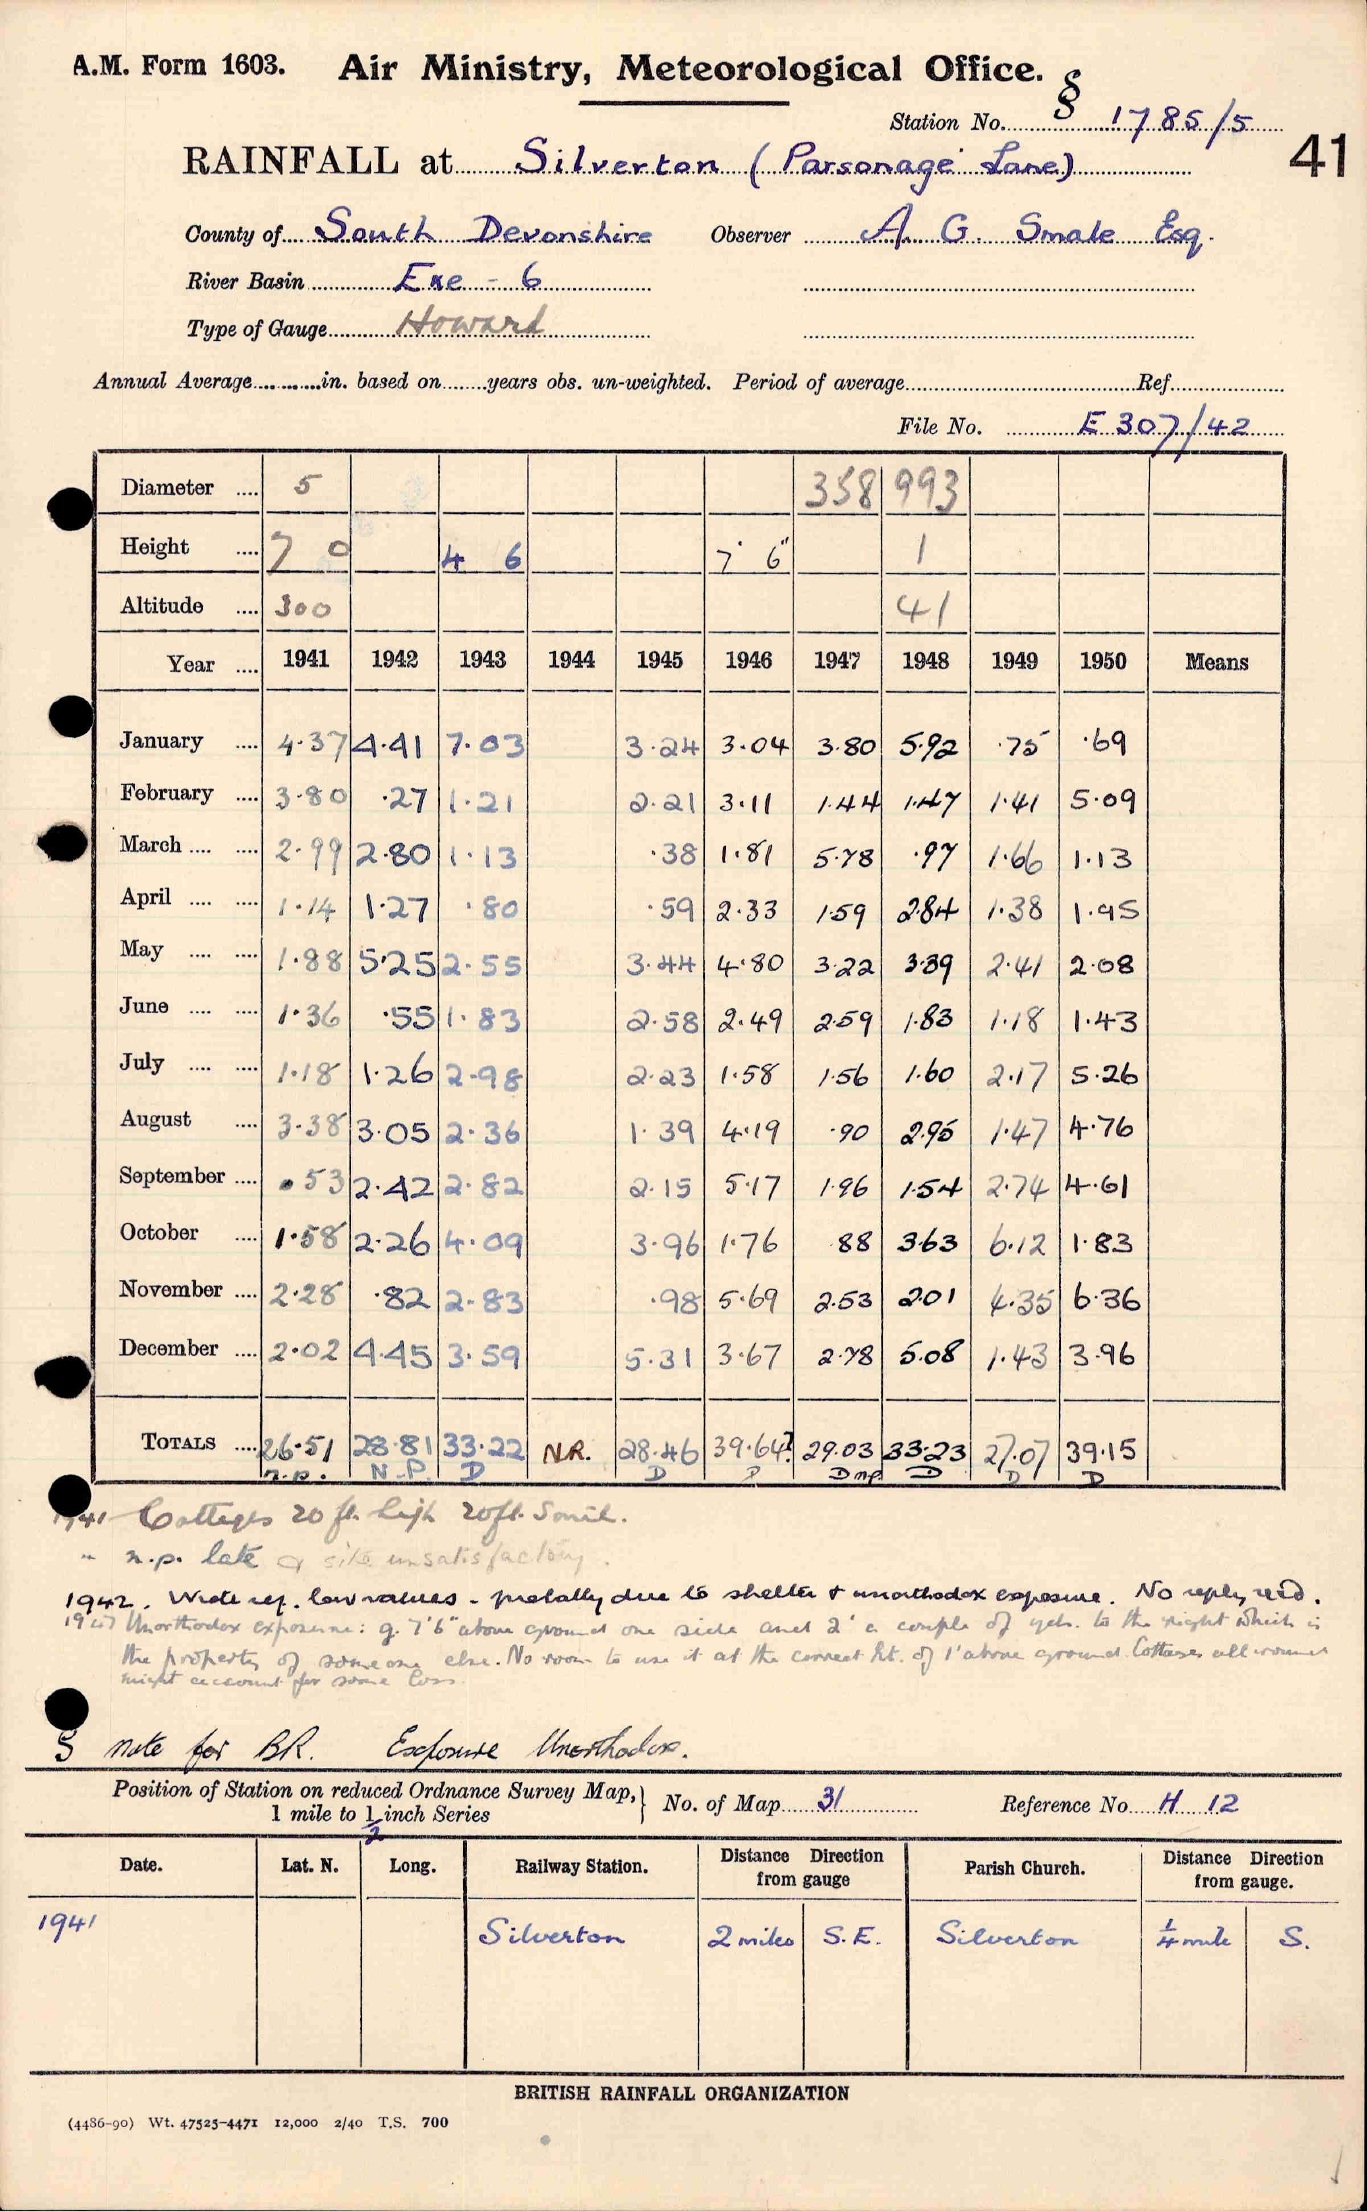 A.M. Form 1603. Air Ministry, Meteorological Office.
Station No. § 1785/5
41
RAINFALL at Silverton (Parsonage Lane)
County of South Devonshire Observer A. G. Smale Esq.
River Basin Exe - 6
Type of Gauge Howard
Annual Average in. based on years obs. un-weighted. Period of average Ref.
File No. E 307/42
Diameter 5 358 993
Height 7 0 4 6 7' 6" 1
Altitude 300 41
Year 1941 1942 1943 1944 1945 1946 1947 1948 1949 1950 Means
January 4.37 4.41 7.03 3.24 3.04 3.80 5.92 .75 .69
February 3.80 .27 1.21 2.21 3.11 1.44 1.47 1.41 5.09
March 2.99 2.80 1.13 .38 1.81 5.78 .97 1.66 1.13
April 1.14 1.27 .80 .59 2.33 1.59 2.84 1.38 1.95
May 1.88 5.25 2.55 3.44 4.80 3.22 3.39 2.41 2.08
June 1.36 .55 1.83 2.58 2.49 2.59 1.83 1.18 1.43
July 1.18 1.26 2.98 2.23 1.58 1.56 1.60 2.17 5.26
August 3.38 3.05 2.36 1.39 4.19 .90 2.95 1.47 4.76
September .53 2.42 2.82 2.15 5.17 1.96 1.54 2.74 4.61
October 1.58 2.26 4.09 3.96 1.76 .88 3.63 6.12 1.83
November 2.28 .82 2.83 .98 5.69 2.53 2.01 4.35 6.36
December 2.02 4.45 3.59 5.31 3.67 2.78 5.08 1.43 3.96
TOTALS 26.51 28.81 33.22 N.R. 28.46 39.64? 29.03 33.23 27.07 39.15
n.p. N.P. D D D D n.p. D D D
1941 Cottages 20 ft. high 20 ft.
" n.p. late & site unsatisfactory.
1942. Wrote re. low values - probally due to shelter & unorthodox exposure. No reply recd.
1947 Unorthodox exposure: g. 7'6" above ground one side and 2' a couple of yds. to the right which is
the property of someone else. No room to use it at the correct ht. of 1' above ground. Cottages all round
might account for some loss.
§ note for BR. Exposure Unorthodox.
Position of Station on reduced Ordnance Survey Map,} No. of Map 31 Reference No. H 12
1 mile to 1/2 inch Series
Date. Lat. N. Long. Railway Station. Distance Direction from gauge Parish Church. Distance Direction from gauge.
1941 Silverton 2 miles S.E. Silverton 1/4 mile S.
BRITISH RAINFALL ORGANIZATION
(4486-90) Wt. 47525-4471 12,000 2/40 T.S. 700